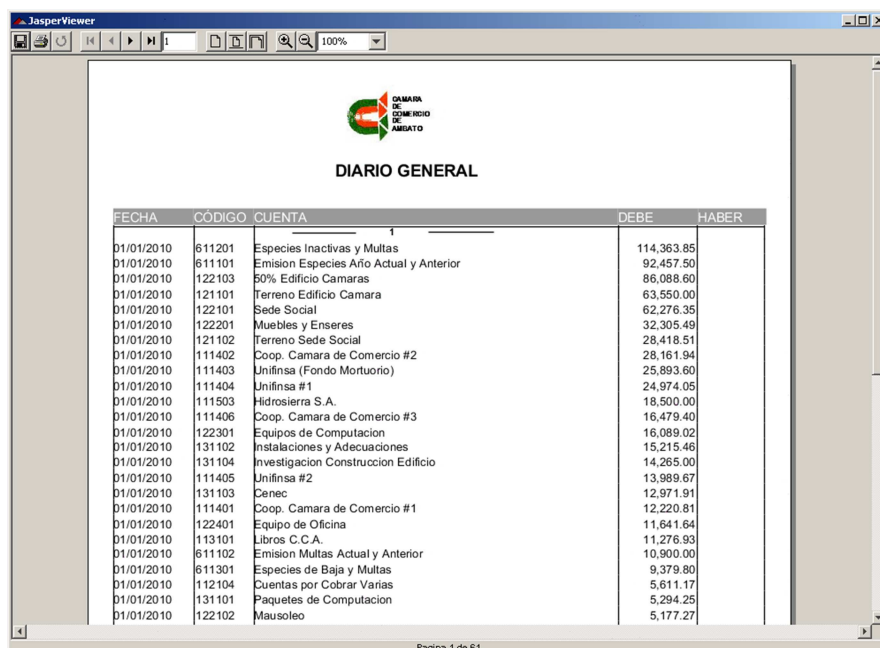 JasperViewer
1
100%
CAMARA
DE
COMERCIO
DE
AMBATO
DIARIO GENERAL
FECHA CÓDIGO CUENTA DEBE HABER
1
01/01/2010 611201 Especies Inactivas y Multas 114,363.85
01/01/2010 611101 Emision Especies Año Actual y Anterior 92,457.50
01/01/2010 122103 50% Edificio Camaras 86,088.60
01/01/2010 121101 Terreno Edificio Camara 63,550.00
01/01/2010 122101 Sede Social 62,276.35
01/01/2010 122201 Muebles y Enseres 32,305.49
01/01/2010 121102 Terreno Sede Social 28,418.51
01/01/2010 111402 Coop. Camara de Comercio #2 28,161.94
01/01/2010 111403 Unifinsa (Fondo Mortuorio) 25,893.60
01/01/2010 111404 Unifinsa #1 24,974.05
01/01/2010 111503 Hidrosierra S.A. 18,500.00
01/01/2010 111406 Coop. Camara de Comercio #3 16,479.40
01/01/2010 122301 Equipos de Computacion 16,089.02
01/01/2010 131102 Instalaciones y Adecuaciones 15,215.46
01/01/2010 131104 Investigacion Construccion Edificio 14,265.00
01/01/2010 111405 Unifinsa #2 13,989.67
01/01/2010 131103 Cenec 12,971.91
01/01/2010 111401 Coop. Camara de Comercio #1 12,220.81
01/01/2010 122401 Equipo de Oficina 11,641.64
01/01/2010 113101 Libros C.C.A. 11,276.93
01/01/2010 611102 Emision Multas Actual y Anterior 10,900.00
01/01/2010 611301 Especies de Baja y Multas 9,379.80
01/01/2010 112104 Cuentas por Cobrar Varias 5,611.17
01/01/2010 131101 Paquetes de Computacion 5,294.25
01/01/2010 122102 Mausoleo 5,177.27
Pagina 1 de 61